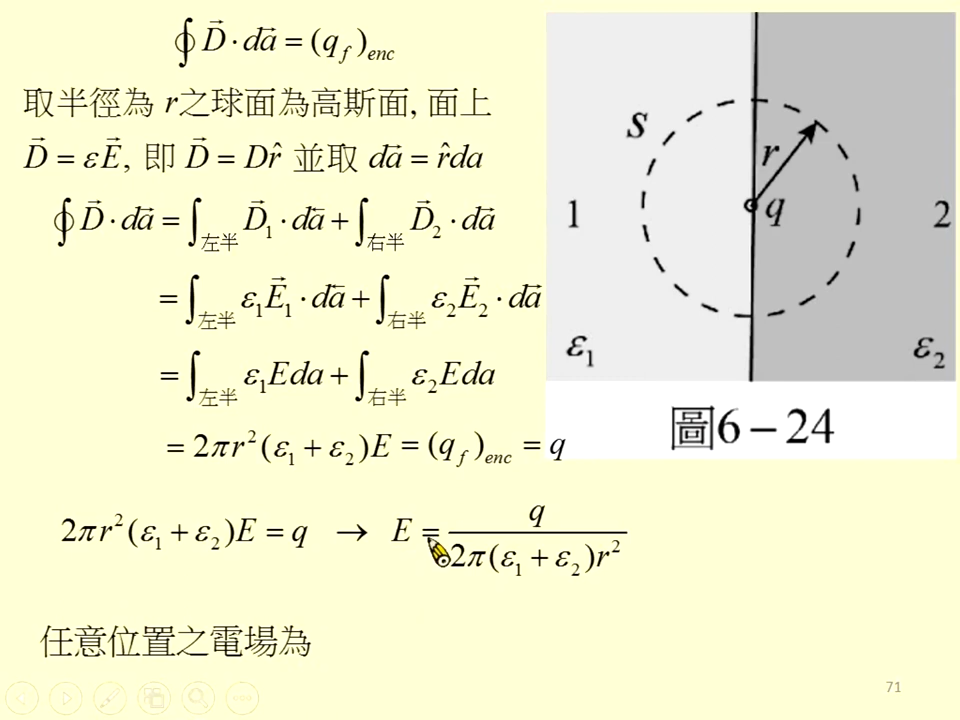 ∮D⃗·da⃗ = (q_f)_enc
取半徑為 r之球面為高斯面, 面上
D⃗ = εE⃗, 即 D⃗ = Dr̂ 並取 da⃗ = r̂da
∮D⃗·da⃗ = ∫_左半 D⃗₁·da⃗ + ∫_右半 D⃗₂·da⃗
= ∫_左半 ε₁E⃗₁·da⃗ + ∫_右半 ε₂E⃗₂·da⃗
= ∫_左半 ε₁Eda + ∫_右半 ε₂Eda
= 2πr²(ε₁ + ε₂)E = (q_f)_enc = q
2πr²(ε₁ + ε₂)E = q → E = q / 2π(ε₁ + ε₂)r²
任意位置之電場為
S
r
1
q
2
ε₁
ε₂
圖6－24
71